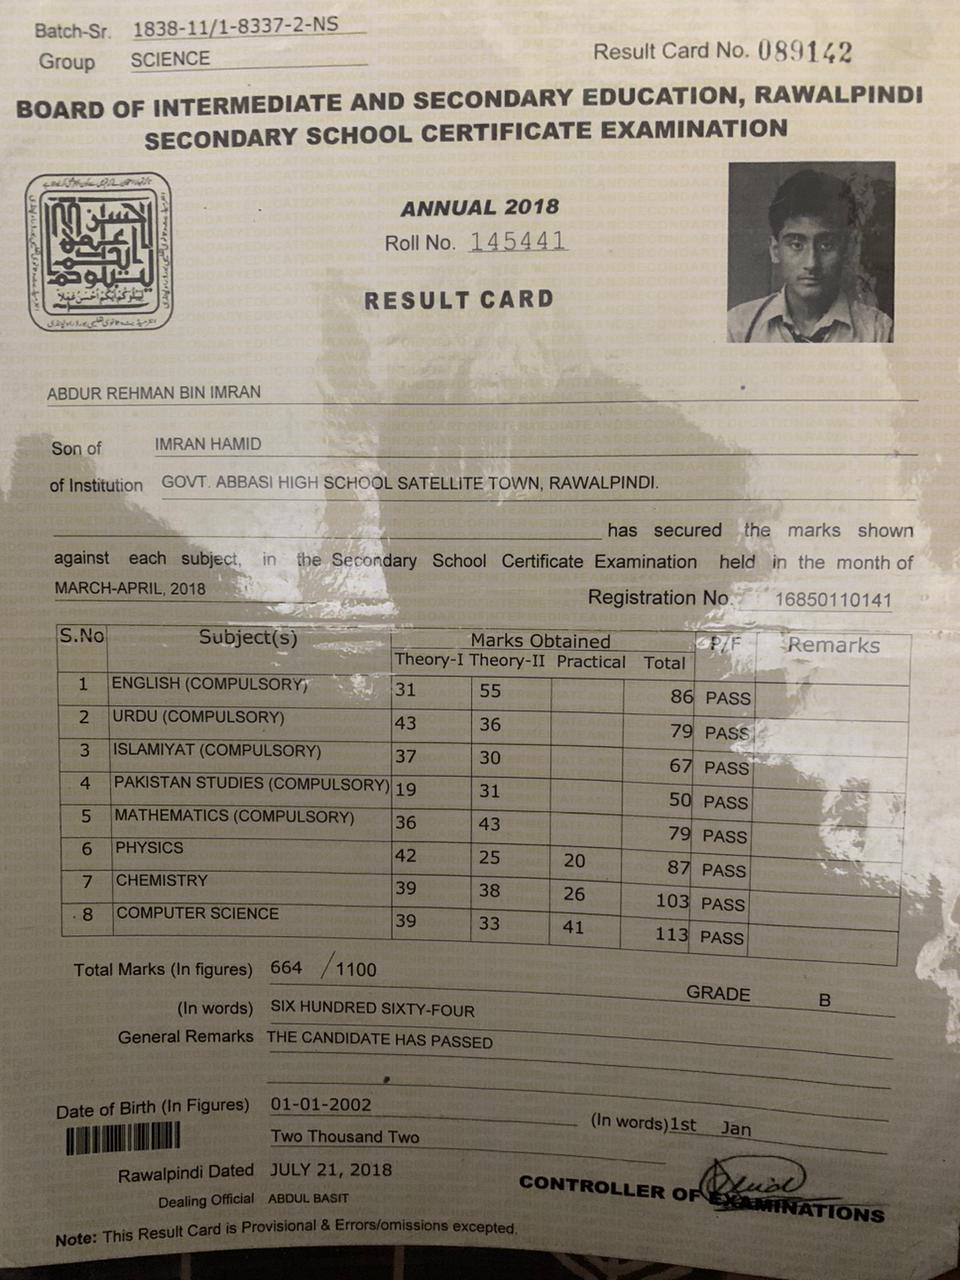 Batch-Sr. 1838-11/1-8337-2-NS
Group SCIENCE
Result Card No. 089142
BOARD OF INTERMEDIATE AND SECONDARY EDUCATION, RAWALPINDI
SECONDARY SCHOOL CERTIFICATE EXAMINATION
ANNUAL 2018
Roll No. 145441
RESULT CARD
ABDUR REHMAN BIN IMRAN
Son of IMRAN HAMID
of Institution GOVT. ABBASI HIGH SCHOOL SATELLITE TOWN, RAWALPINDI.
has secured the marks shown
against each subject, in the Secondary School Certificate Examination held in the month of
MARCH-APRIL, 2018
Registration No. 16850110141
S.No Subject(s) Marks Obtained P/F Remarks
Theory-I Theory-II Practical Total
1 ENGLISH (COMPULSORY) 31 55 86 PASS
2 URDU (COMPULSORY) 43 36 79 PASS
3 ISLAMIYAT (COMPULSORY) 37 30 67 PASS
4 PAKISTAN STUDIES (COMPULSORY) 19 31 50 PASS
5 MATHEMATICS (COMPULSORY) 36 43 79 PASS
6 PHYSICS 42 25 20 87 PASS
7 CHEMISTRY 39 38 26 103 PASS
8 COMPUTER SCIENCE 39 33 41 113 PASS
Total Marks (In figures) 664 /1100
GRADE B
(In words) SIX HUNDRED SIXTY-FOUR
General Remarks THE CANDIDATE HAS PASSED
Date of Birth (In Figures) 01-01-2002
(In words) 1st Jan
Two Thousand Two
Rawalpindi Dated JULY 21, 2018
CONTROLLER OF EXAMINATIONS
Dealing Official ABDUL BASIT
Note: This Result Card is Provisional & Errors/omissions excepted.